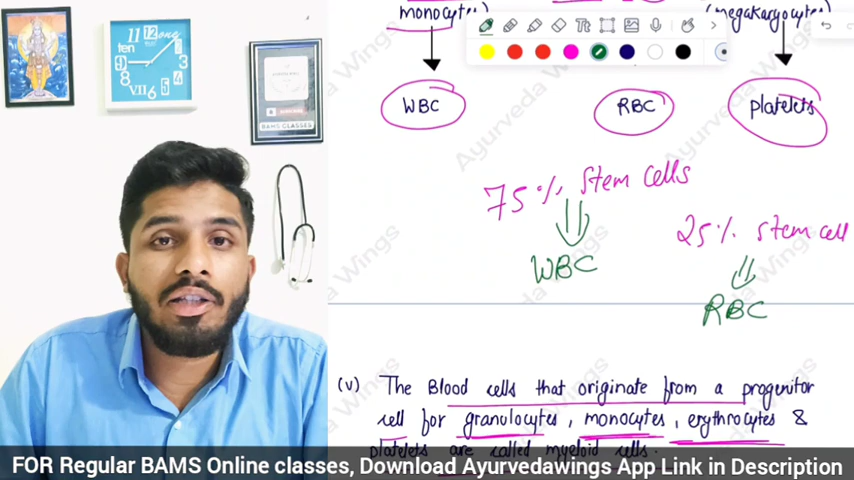 monocytes
(megakaryocytes)
WBC
RBC
platelets
75% stem cells
WBC
25% stem cell
RBC
(v) The Blood cells that originate from a progenitor
cell for granulocytes, monocytes, erythrocytes &
platelets are called myeloid cells.
Ayurveda Wings
BAMS CLASSES
FOR Regular BAMS Online classes, Download Ayurvedawings App Link in Description